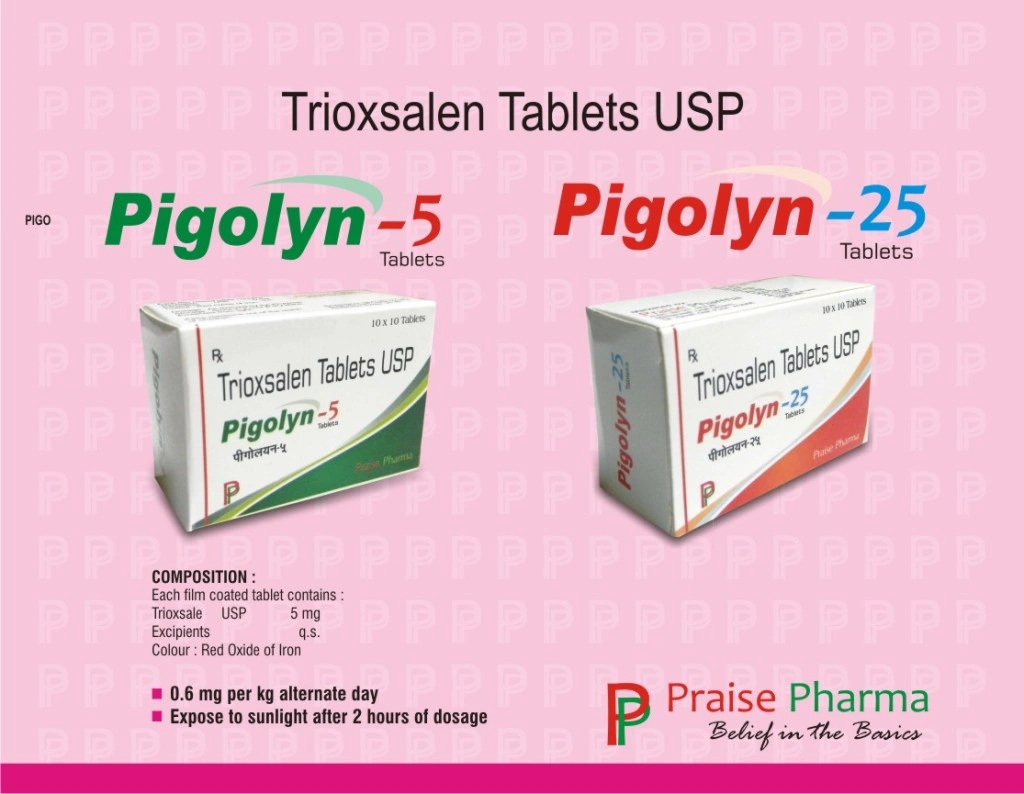 Trioxsalen Tablets USP
PIGO
Pigolyn -5
Tablets
Pigolyn -25
Tablets
10 x 10 Tablets
Rx
Trioxsalen Tablets USP
Pigolyn -5
Tablets
पीगोलयन-५
Praise Pharma
Pigolyn -25
Tablets
10 x 10 Tablets
Rx
Trioxsalen Tablets USP
Pigolyn -25
Tablets
पीगोलयन-२५
Praise Pharma
COMPOSITION :
Each film coated tablet contains :
Trioxsale USP 5 mg
Excipients q.s.
Colour : Red Oxide of Iron
0.6 mg per kg alternate day
Expose to sunlight after 2 hours of dosage
Praise Pharma
Belief in the Basics